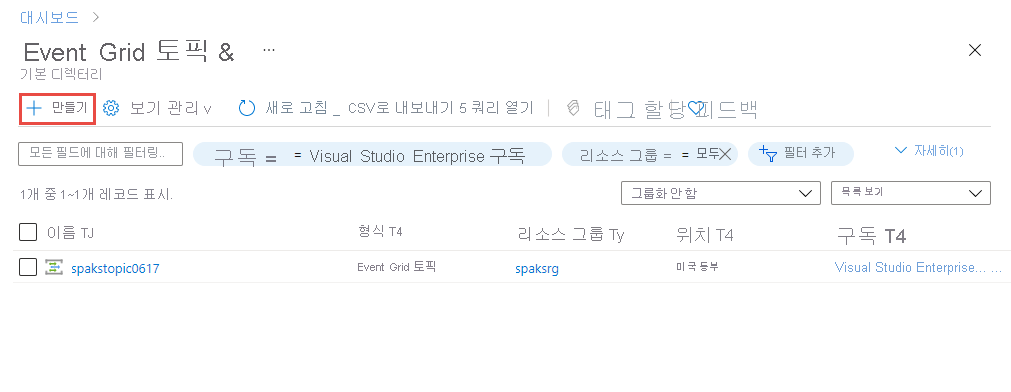 대시보드 >
Event Grid 토픽 & ...
기본 디렉터리
+ 만들기 보기 관리 ∨ 새로 고침 _ CSV로 내보내기 5 쿼리 열기 | 태그 할당 피드백
모든 필드에 대해 필터링.. 구독 = = Visual Studio Enterprise 구독 리소스 그룹 = = 모두 필터 추가 자세히(1)
1개 중 1~1개 레코드 표시. 그룹화 안 함 목록 보기
이름 TJ 형식 T4 리소스 그룹 Ty 위치 T4 구독 T4
spakstopic0617 Event Grid 토픽 spaksrg 미국 동부 Visual Studio Enterprise... ...